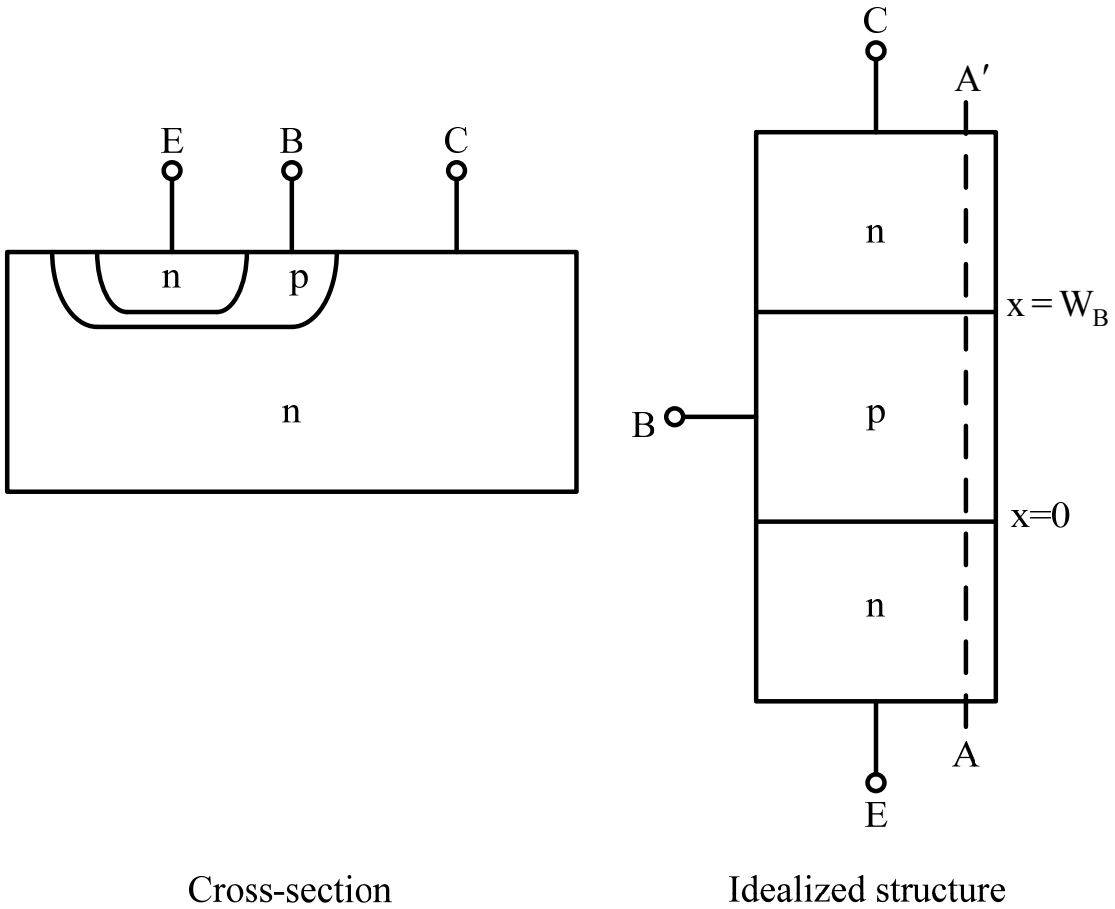 E
B
C
n
p
n
Cross-section
C
A′
n
x = W_B
B
p
x=0
n
A
E
Idealized structure